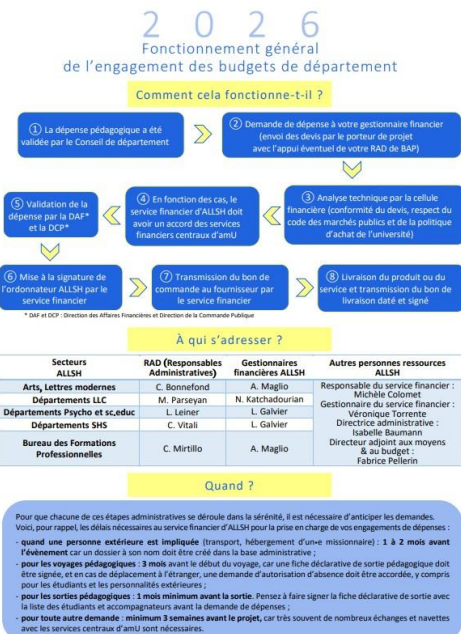 2026
Fonctionnement général
de l'engagement des budgets de département
Comment cela fonctionne-t-il ?
① La dépense pédagogique a été
validée par le Conseil de département
② Demande de dépense à votre gestionnaire financier
(envoi des devis par le porteur de projet
avec l'appui éventuel de votre RAD de BAP)
③ Analyse technique par la cellule
financière (conformité du devis, respect du
code des marchés publics et de la politique
d'achat de l'université)
④ En fonction des cas, le
service financier d'ALLSH doit
avoir un accord des services
financiers centraux d'amU
⑤ Validation de la
dépense par la DAF*
et la DCP*
⑥ Mise à la signature de
l'ordonnateur ALLSH par le
service financier
⑦ Transmission du bon de
commande au fournisseur par
le service financier
⑧ Livraison du produit ou du
service et transmission du bon de
livraison daté et signé
* DAF et DCP : Direction des Affaires Financières et Direction de la Commande Publique
À qui s'adresser ?
Secteurs
ALLSH
RAD (Responsables
Administratives)
Gestionnaires
financières ALLSH
Autres personnes ressources
ALLSH
Arts, Lettres modernes
C. Bonnefond
A. Maglio
Départements LLC
M. Parseyan
N. Katchadourian
Départements Psycho et sc,educ
L. Leiner
L. Galvier
Départements SHS
C. Vitali
L. Galvier
Bureau des Formations
Professionnelles
C. Mirtillo
A. Maglio
Responsable du service financier :
Michèle Colomet
Gestionnaire du service financier :
Véronique Torrente
Directrice administrative :
Isabelle Baumann
Directeur adjoint aux moyens
& au budget :
Fabrice Pellerin
Quand ?
Pour que chacune de ces étapes administratives se déroule dans la sérénité, il est nécessaire d'anticiper les demandes.
Voici, pour rappel, les délais nécessaires au service financier d'ALLSH pour la prise en charge de vos engagements de dépenses :
- quand une personne extérieure est impliquée (transport, hébergement d'un•e missionnaire) : 1 à 2 mois avant
l'évènement car un dossier à son nom doit être créé dans la base administrative ;
- pour les voyages pédagogiques : 3 mois avant le début du voyage, car une fiche déclarative de sortie pédagogique doit
être signée, et en cas de déplacement à l'étranger, une demande d'autorisation d'absence doit être accordée, y compris
pour les étudiants et les personnalités extérieures ;
- pour les sorties pédagogiques : 1 mois minimum avant la sortie. Pensez à faire signer la fiche déclarative de sortie avec
la liste des étudiants et accompagnateurs avant la demande de dépenses ;
- pour toute autre demande : minimum 3 semaines avant le projet, car très souvent de nombreux échanges et navettes
avec les services centraux d'amU sont nécessaires.